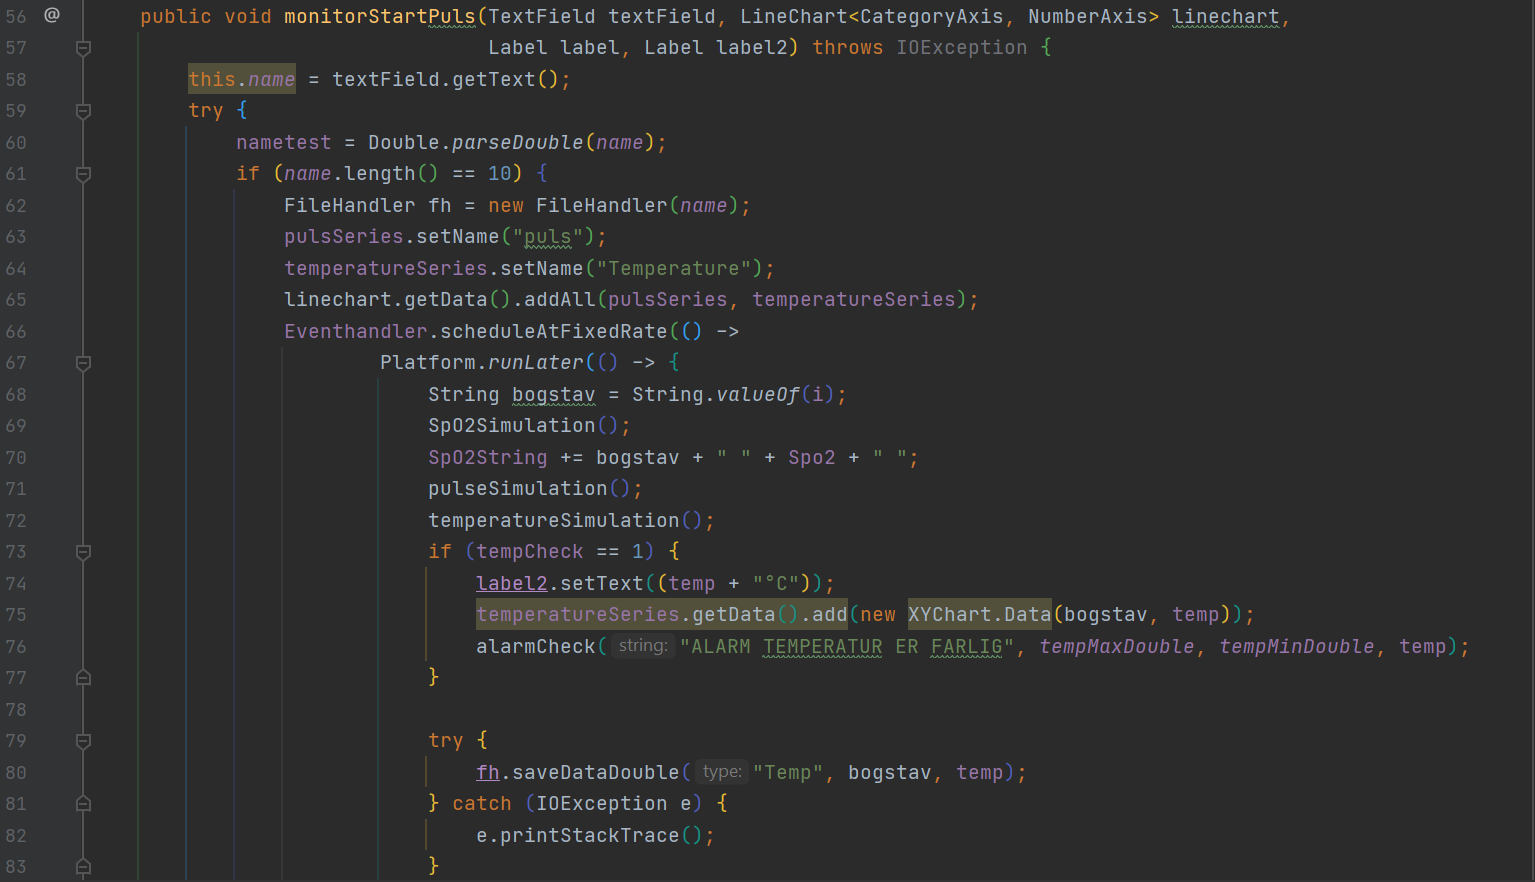 56 @ public void monitorStartPuls(TextField textField, LineChart<CategoryAxis, NumberAxis> linechart,
57 Label label, Label label2) throws IOException {
58 this.name = textField.getText();
59 try {
60 nametest = Double.parseDouble(name);
61 if (name.length() == 10) {
62 FileHandler fh = new FileHandler(name);
63 pulsSeries.setName("puls");
64 temperatureSeries.setName("Temperature");
65 linechart.getData().addAll(pulsSeries, temperatureSeries);
66 Eventhandler.scheduleAtFixedRate(() ->
67 Platform.runLater(() -> {
68 String bogstav = String.valueOf(i);
69 SpO2Simulation();
70 SpO2String += bogstav + " " + Spo2 + " ";
71 pulseSimulation();
72 temperatureSimulation();
73 if (tempCheck == 1) {
74 label2.setText((temp + "°C"));
75 temperatureSeries.getData().add(new XYChart.Data(bogstav, temp));
76 alarmCheck( string: "ALARM TEMPERATUR ER FARLIG", tempMaxDouble, tempMinDouble, temp);
77 }
78
79 try {
80 fh.saveDataDouble( type: "Temp", bogstav, temp);
81 } catch (IOException e) {
82 e.printStackTrace();
83 }